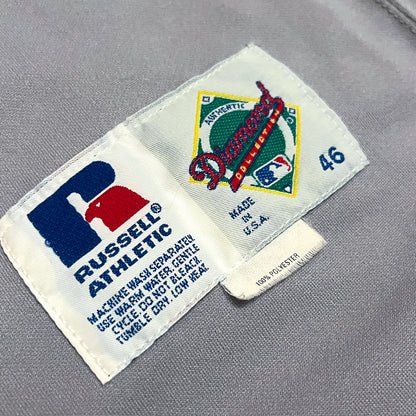 RUSSELL
ATHLETIC
MACHINE WASH SEPARATELY
USE WARM WATER, GENTLE
CYCLE. DO NOT BLEACH.
TUMBLE DRY. LOW HEAT.
AUTHENTIC
Diamond
COLLECTION
MADE IN
U.S.A.
46
100% POLYESTER